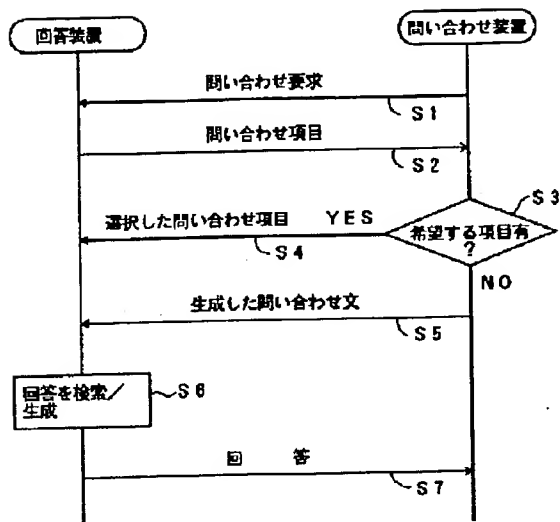 回答装置
問い合わせ装置
問い合わせ要求
S1
問い合わせ項目
S2
S3
選択した問い合わせ項目
YES
希望する項目有
?
S4
NO
生成した問い合わせ文
S5
回答を検索/
生成
S6
回 答
S7